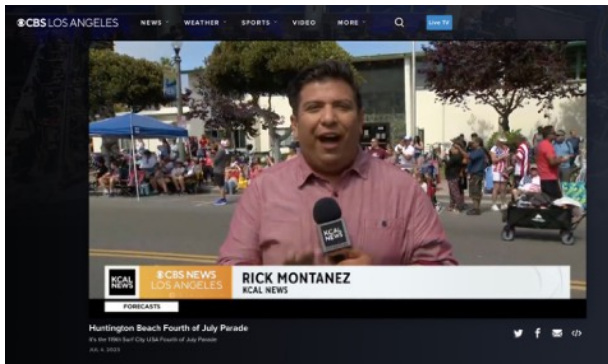 CBS LOS ANGELES NEWS WEATHER SPORTS VIDEO MORE Live TV
KCAL
NEWS
KCAL
NEWS
CBS NEWS
LOS ANGELES
RICK MONTANEZ
KCAL NEWS
FORECASTS
Huntington Beach Fourth of July Parade
It's the 119th Surf City USA Fourth of July Parade
JUL 4, 2023